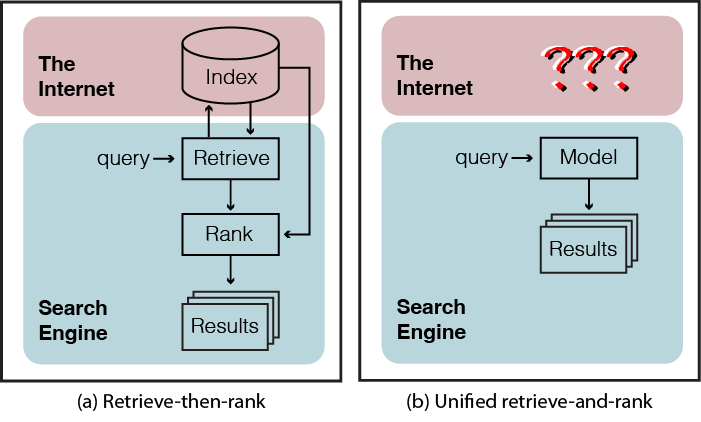 The
Internet
Index
query
Retrieve
Rank
Search
Engine
Results
(a) Retrieve-then-rank
The
Internet
???
query
Model
Results
Search
Engine
(b) Unified retrieve-and-rank